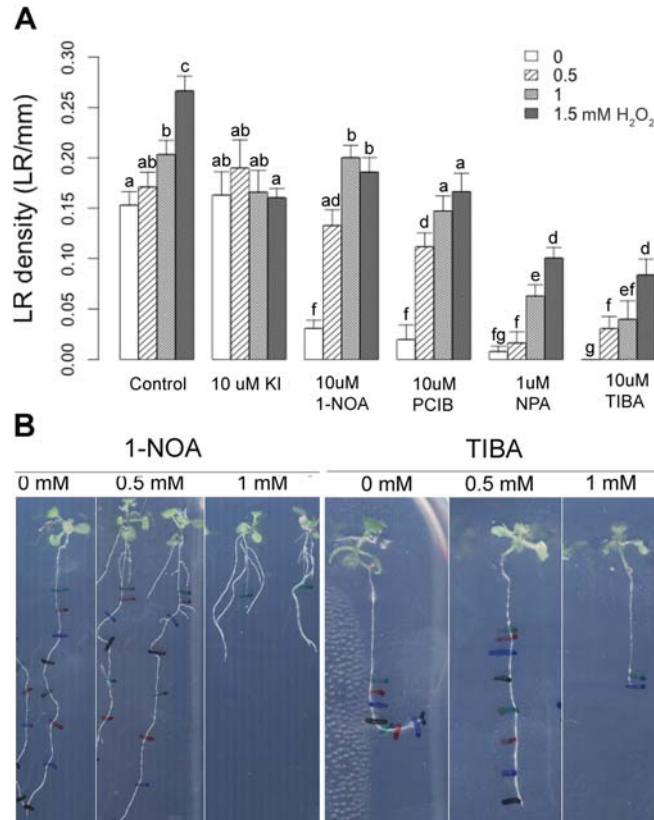 A
LR density (LR/mm)
0.30
0.25
0.20
0.15
0.10
0.05
0.00
0
0.5
1
1.5 mM H₂O₂
a ab b c
ab ab ab a
f ad b b
f d a a
fg f e d
g f ef d
Control
10 uM KI
10uM
1-NOA
10uM
PCIB
1uM
NPA
10uM
TIBA
B
1-NOA
TIBA
0 mM 0.5 mM 1 mM
0 mM 0.5 mM 1 mM